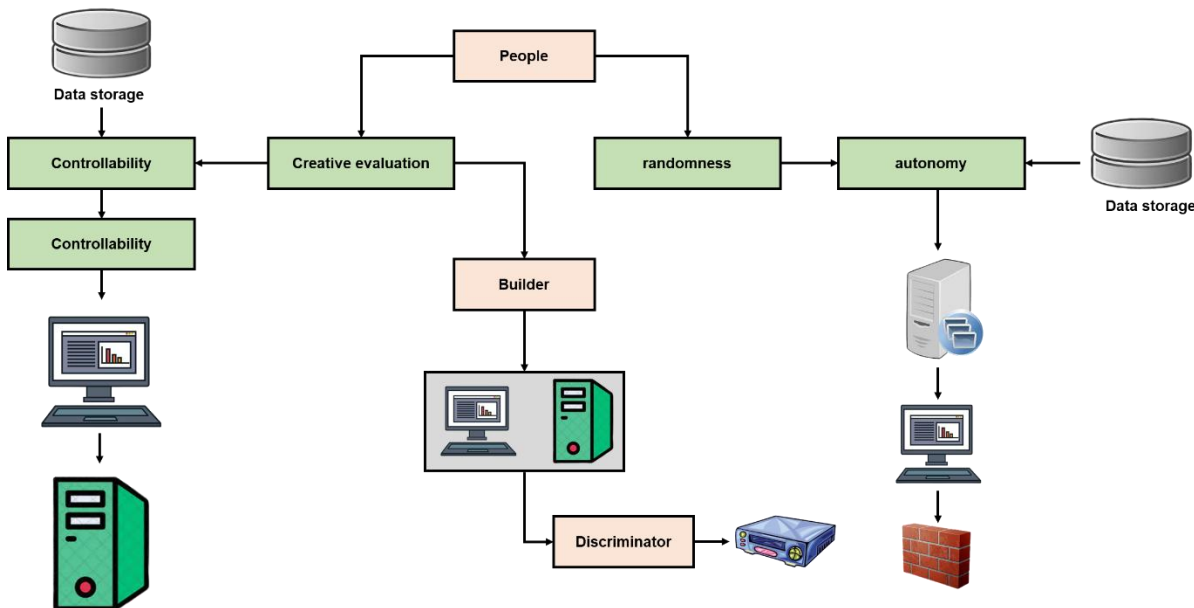 People
Data storage
Controllability
Creative evaluation
randomness
autonomy
Data storage
Controllability
Builder
Discriminator